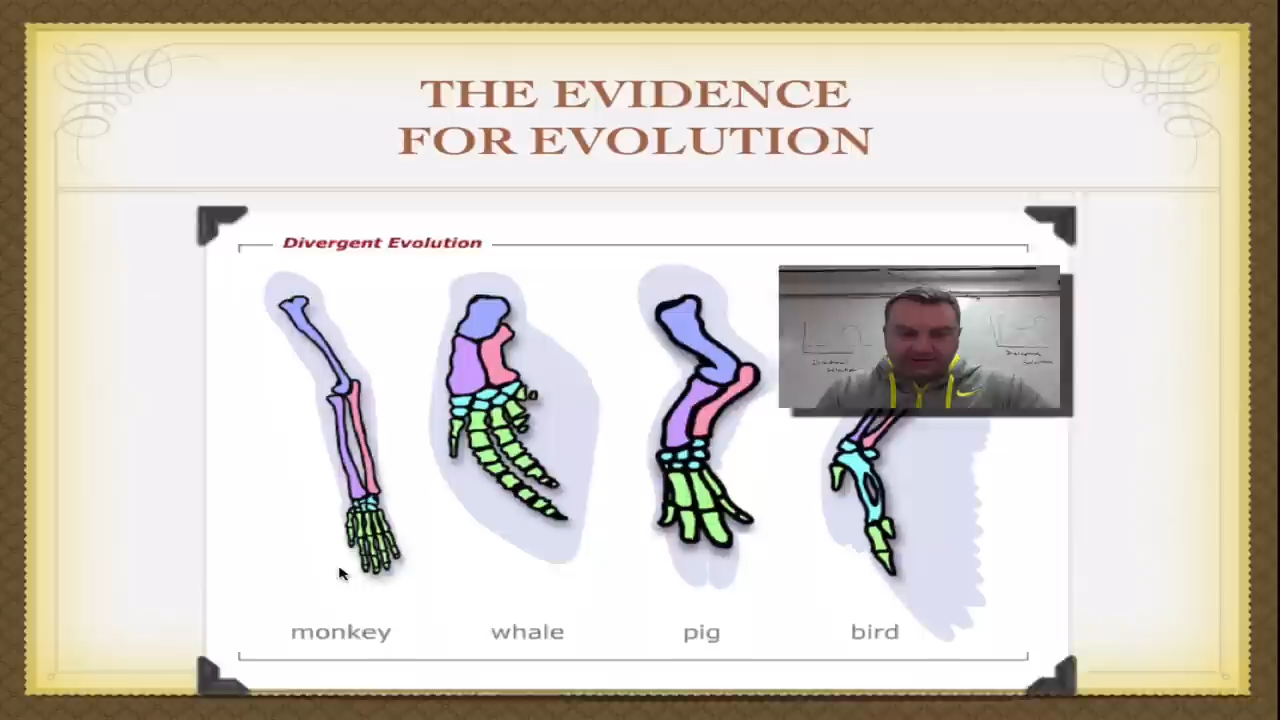 THE EVIDENCE
FOR EVOLUTION
Divergent Evolution
monkey
whale
pig
bird